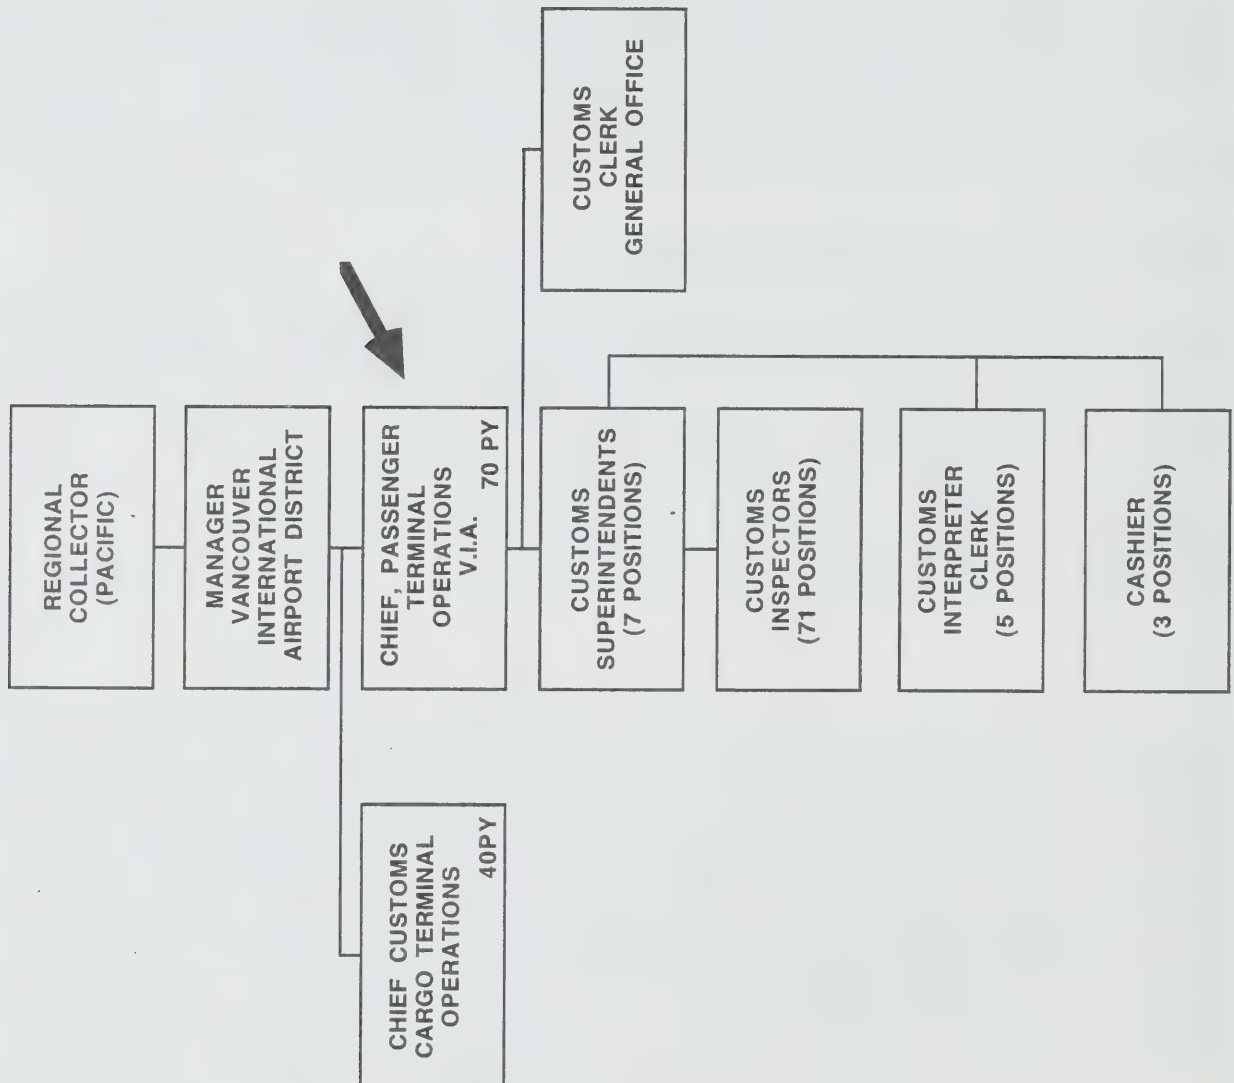 REGIONAL
COLLECTOR
(PACIFIC)
MANAGER
VANCOUVER
INTERNATIONAL
AIRPORT DISTRICT
CHIEF CUSTOMS
CARGO TERMINAL
OPERATIONS
40PY
CHIEF, PASSENGER
TERMINAL
OPERATIONS
V.I.A.
70 PY
CUSTOMS
CLERK
GENERAL OFFICE
CUSTOMS
SUPERINTENDENTS
(7 POSITIONS)
CUSTOMS
INSPECTORS
(71 POSITIONS)
CUSTOMS
INTERPRETER
CLERK
(5 POSITIONS)
CASHIER
(3 POSITIONS)